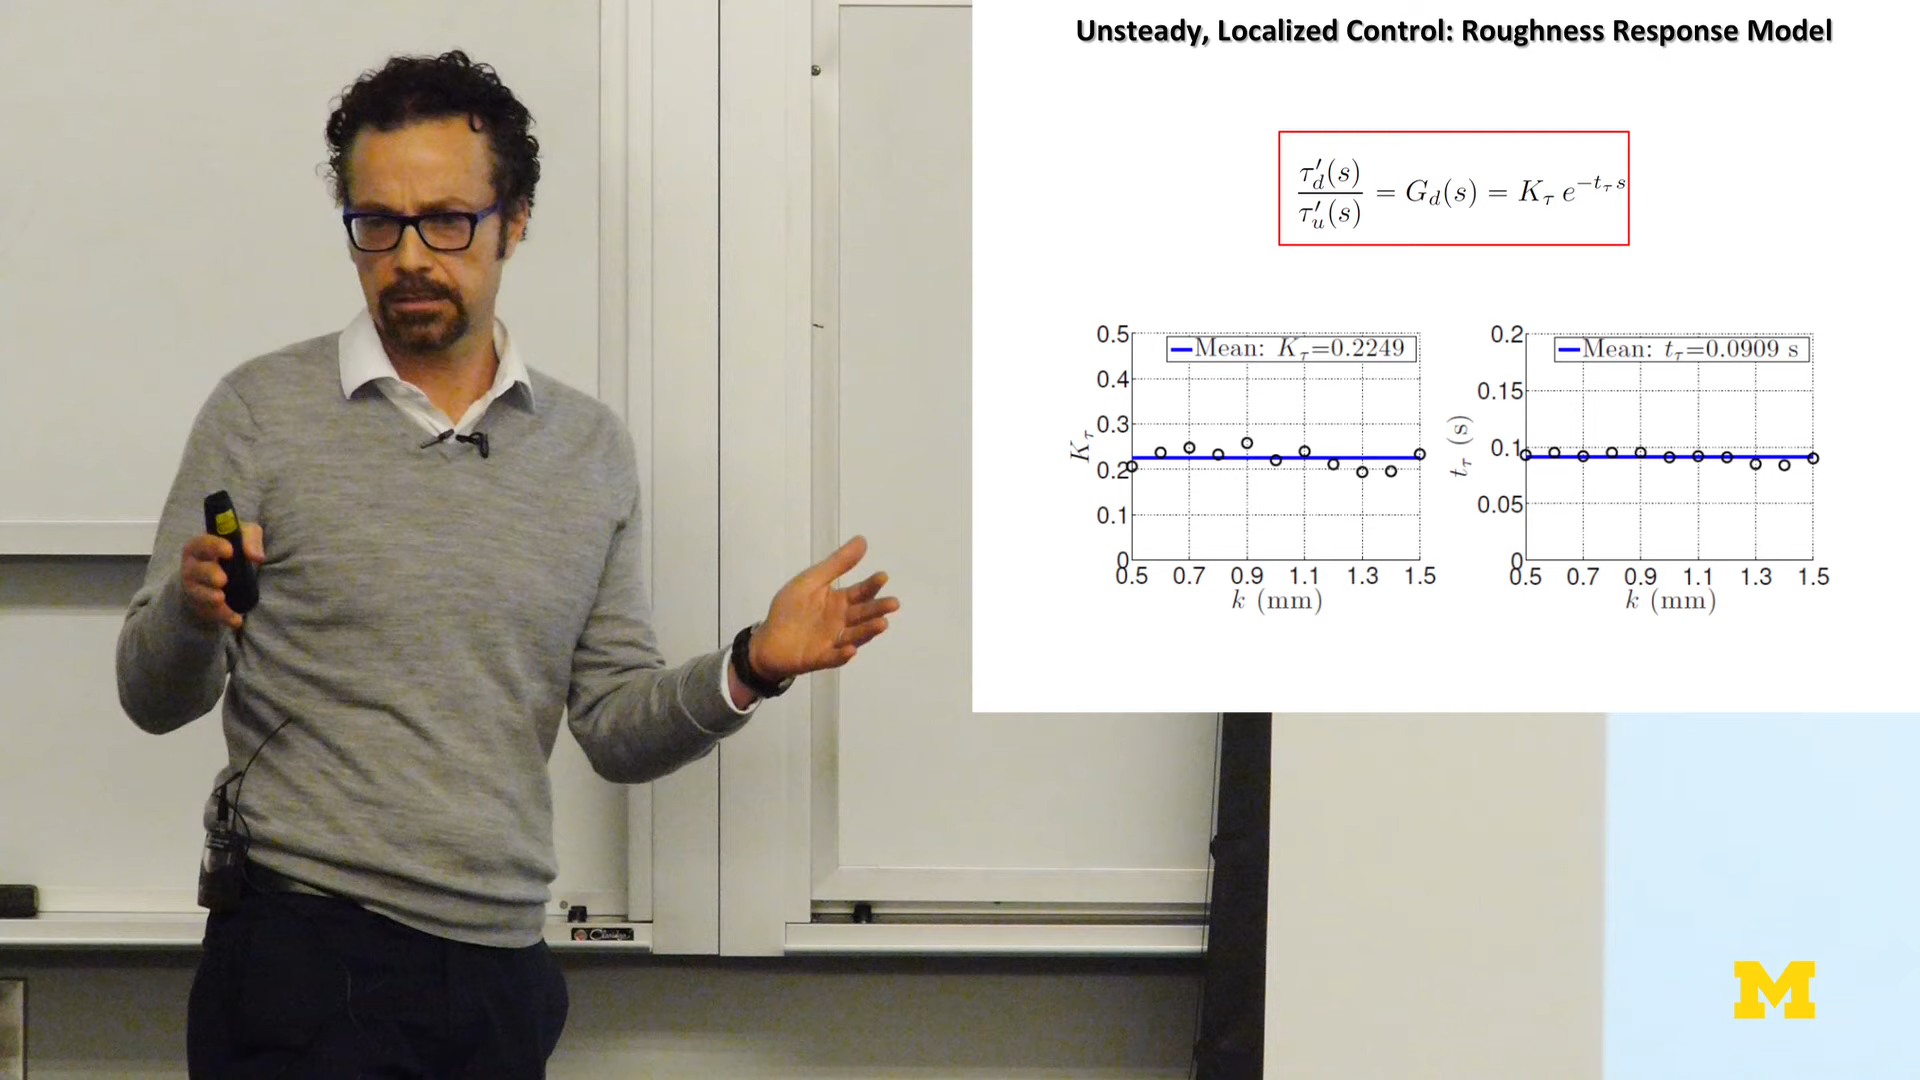 Unsteady, Localized Control: Roughness Response Model
τ′d(s) / τ′u(s) = Gd(s) = Kτ e^−tτ s
0.5
0.4
0.3
0.2
0.1
0
Kτ
Mean: Kτ=0.2249
0.5 0.7 0.9 1.1 1.3 1.5
k (mm)
0.2
0.15
0.1
0.05
0
tτ (s)
Mean: tτ=0.0909 s
0.5 0.7 0.9 1.1 1.3 1.5
k (mm)
Claridge
M